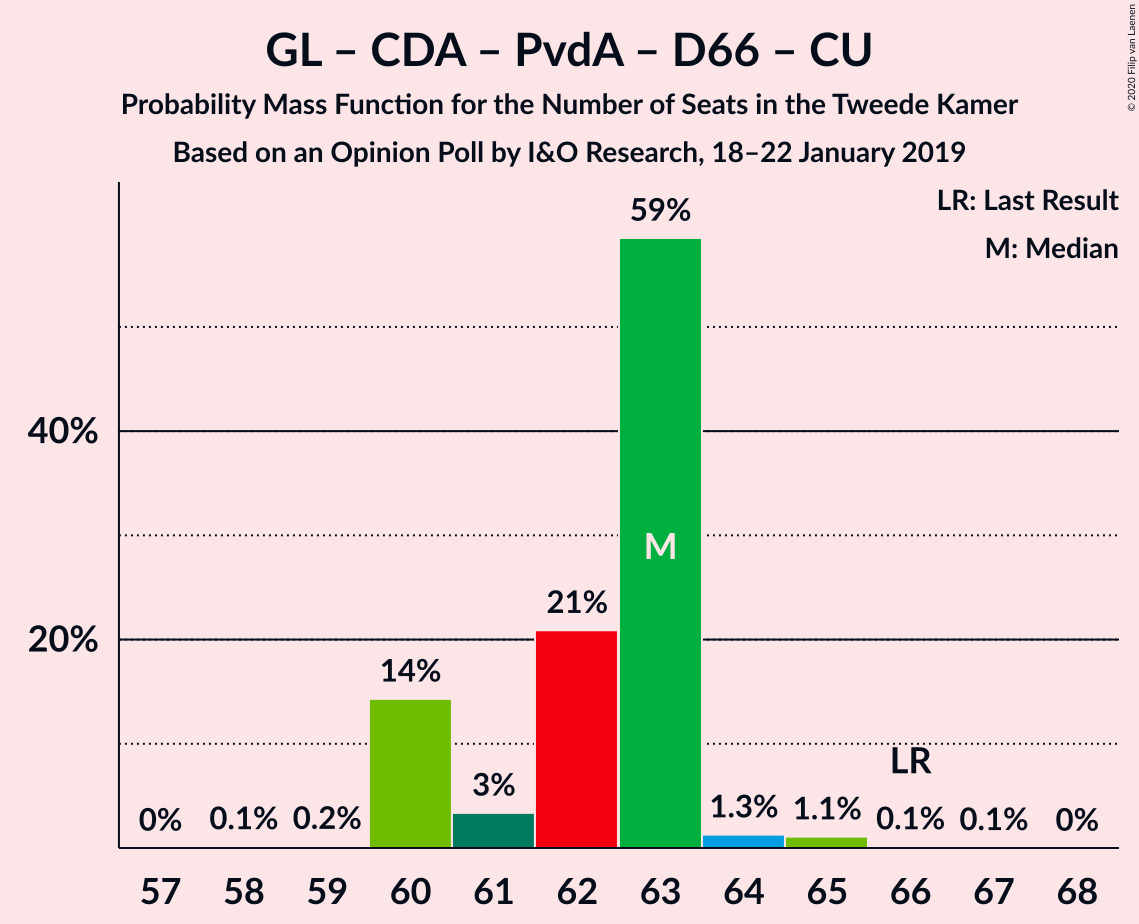 GL – CDA – PvdA – D66 – CU
Probability Mass Function for the Number of Seats in the Tweede Kamer
Based on an Opinion Poll by I&O Research, 18–22 January 2019
© 2020 Filip van Laenen
LR: Last Result
M: Median
59%
40%
M
21%
20%
14%
LR
3%
1.3%
1.1%
0%
0.1%
0.2%
0.1%
0.1%
0%
57 58 59 60 61 62 63 64 65 66 67 68